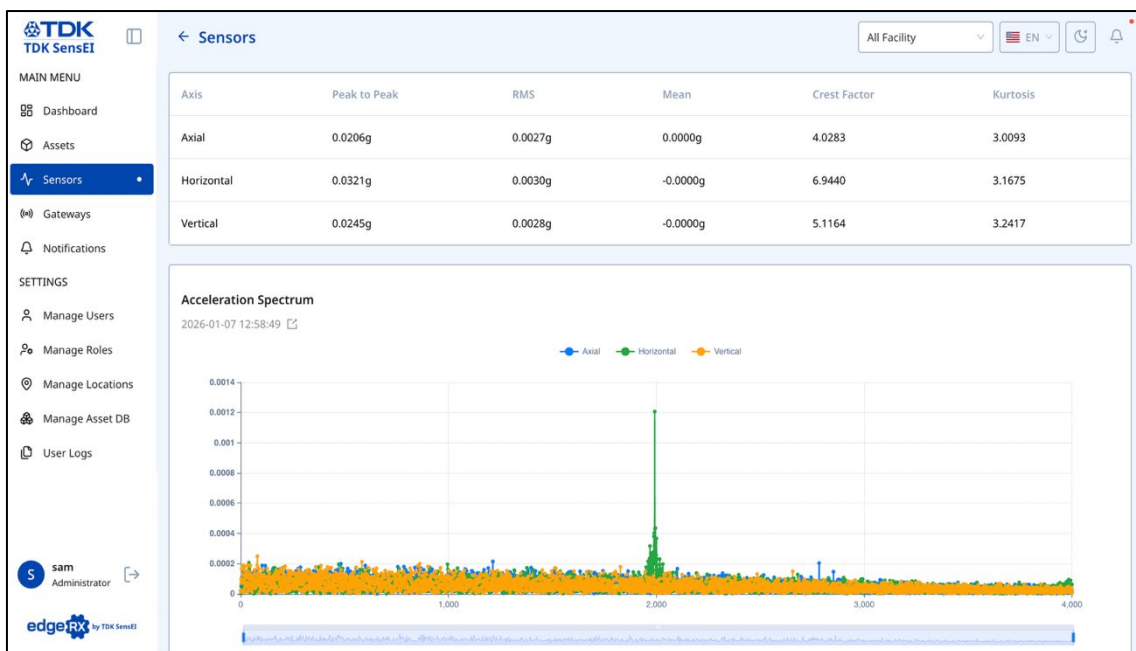 TDK
TDK SensEI
MAIN MENU
Dashboard
Assets
Sensors
Gateways
Notifications
SETTINGS
Manage Users
Manage Roles
Manage Locations
Manage Asset DB
User Logs
S
sam
Administrator
edgeRX by TDK SensEI
← Sensors
All Facility
EN
Axis Peak to Peak RMS Mean Crest Factor Kurtosis
Axial 0.0206g 0.0027g 0.0000g 4.0283 3.0093
Horizontal 0.0321g 0.0030g -0.0000g 6.9440 3.1675
Vertical 0.0245g 0.0028g -0.0000g 5.1164 3.2417
Acceleration Spectrum
2026-01-07 12:58:49
Axial Horizontal Vertical
0.0014
0.0012
0.001
0.0008
0.0006
0.0004
0.0002
0
0 1,000 2,000 3,000 4,000